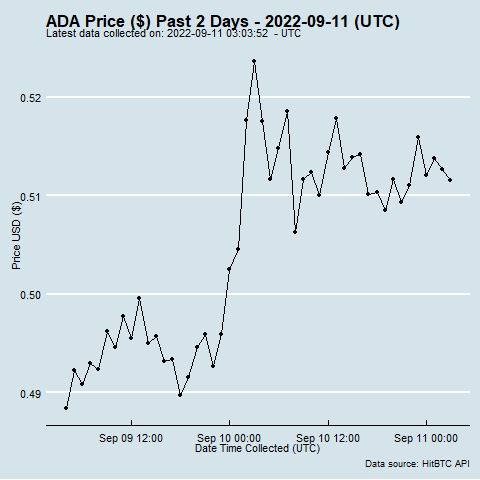 ADA Price ($) Past 2 Days - 2022-09-11 (UTC)
Latest data collected on: 2022-09-11 03:03:52 - UTC
0.52
0.51
0.50
0.49
Price USD ($)
Sep 09 12:00 Sep 10 00:00 Sep 10 12:00 Sep 11 00:00
Date Time Collected (UTC)
Data source: HitBTC API